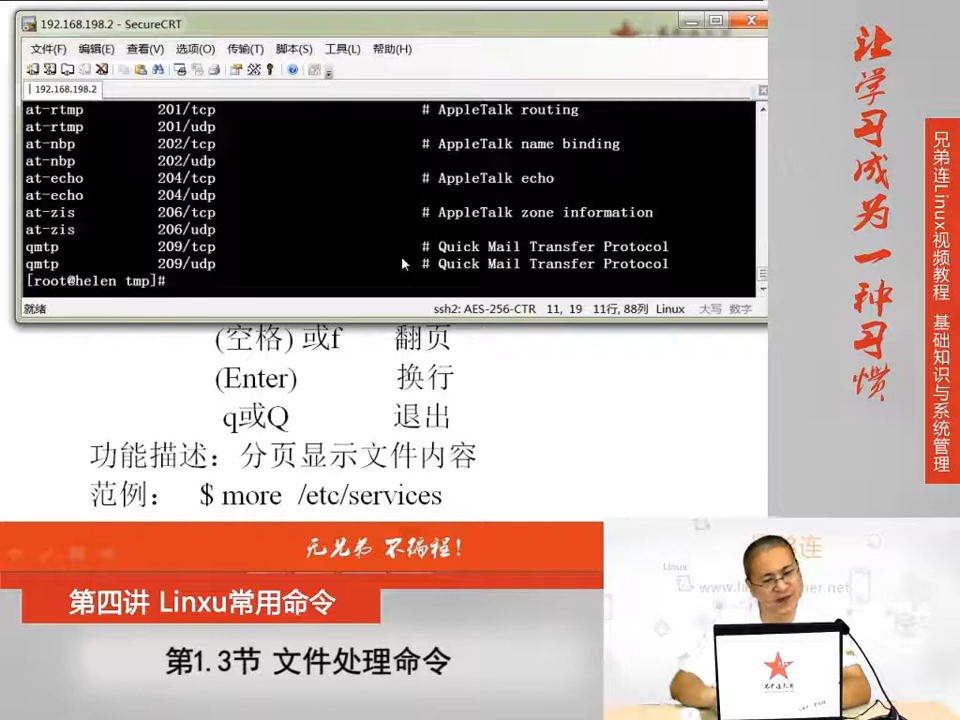 192.168.198.2 - SecureCRT
文件(F) 编辑(E) 查看(V) 选项(O) 传输(T) 脚本(S) 工具(L) 帮助(H)
192.168.198.2
at-rtmp 201/tcp # AppleTalk routing
at-rtmp 201/udp
at-nbp 202/tcp # AppleTalk name binding
at-nbp 202/udp
at-echo 204/tcp # AppleTalk echo
at-echo 204/udp
at-zis 206/tcp # AppleTalk zone information
at-zis 206/udp
qmtp 209/tcp # Quick Mail Transfer Protocol
qmtp 209/udp # Quick Mail Transfer Protocol
[root@helen tmp]#
就绪 ssh2: AES-256-CTR 11, 19 11行, 88列 Linux 大写 数字
(空格) 或f 翻页
(Enter) 换行
q或Q 退出
功能描述：分页显示文件内容
范例： $ more /etc/services
无兄弟 不编程！
第四讲 Linxu常用命令
第1.3节 文件处理命令
让学习成为一种习惯
兄弟连Linux视频教程 基础知识与系统管理
Linux